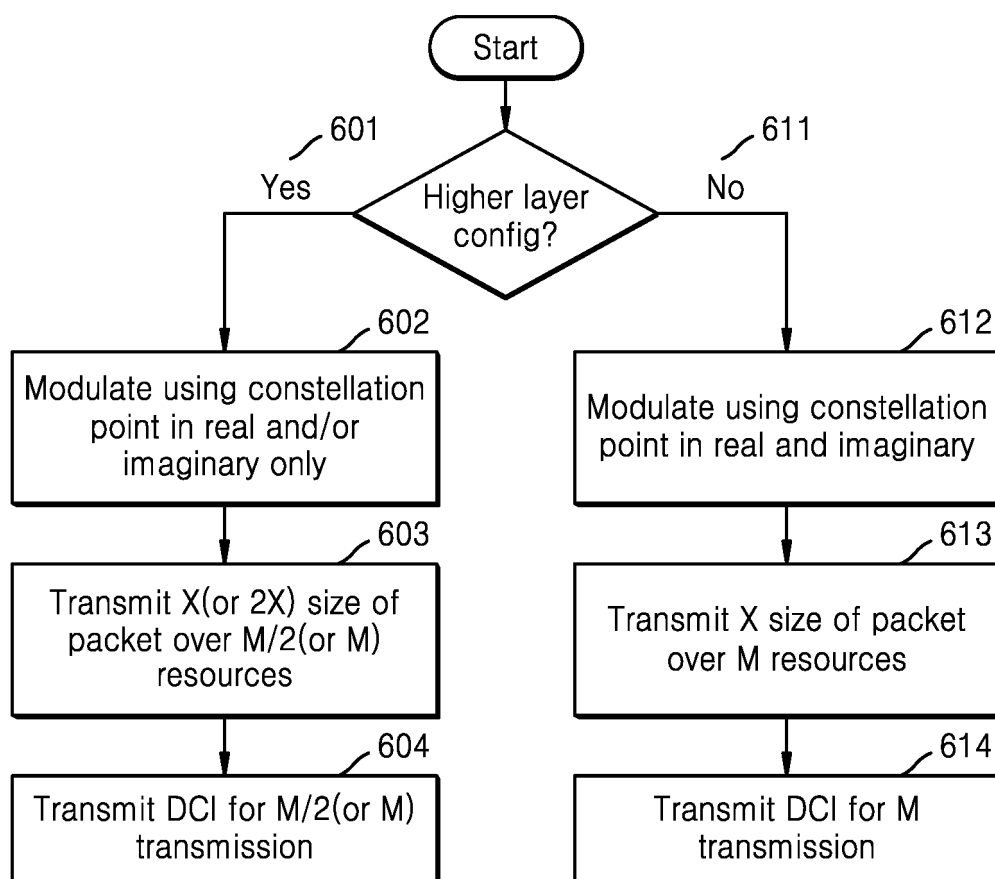 Start
601
Yes
611
No
Higher layer
config?
602
Modulate using constellation
point in real and/or
imaginary only
612
Modulate using constellation
point in real and imaginary
603
Transmit X(or 2X) size of
packet over M/2(or M)
resources
613
Transmit X size of packet
over M resources
604
Transmit DCI for M/2(or M)
transmission
614
Transmit DCI for M
transmission